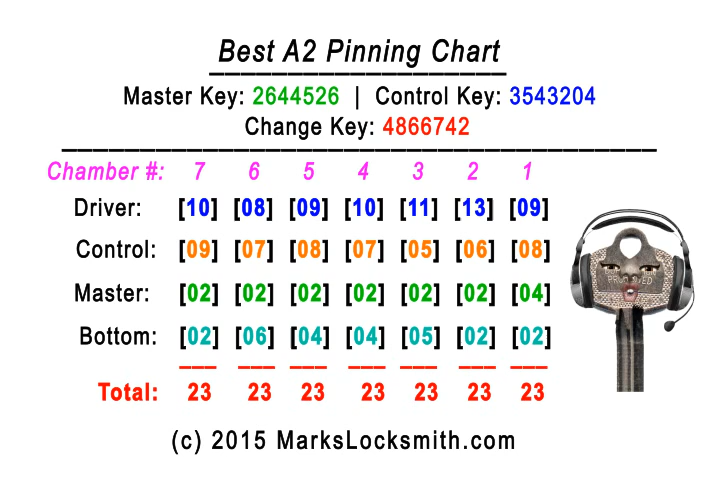 Best A2 Pinning Chart
Master Key: 2644526 | Control Key: 3543204
Change Key: 4866742
Chamber #: 7 6 5 4 3 2 1
Driver: [10] [08] [09] [10] [11] [13] [09]
Control: [09] [07] [08] [07] [05] [06] [08]
Master: [02] [02] [02] [02] [02] [02] [04]
Bottom: [02] [06] [04] [04] [05] [02] [02]
Total: 23 23 23 23 23 23 23
(c) 2015 MarksLocksmith.com